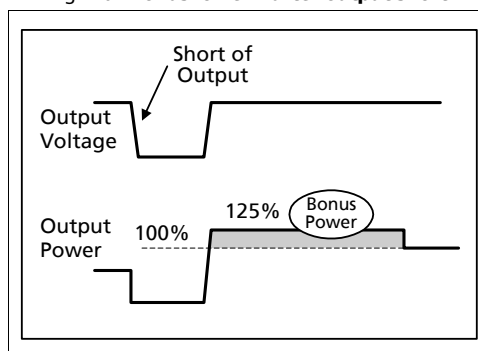 Short of
Output
Output
Voltage
125%
Bonus
Power
Output
Power
100%